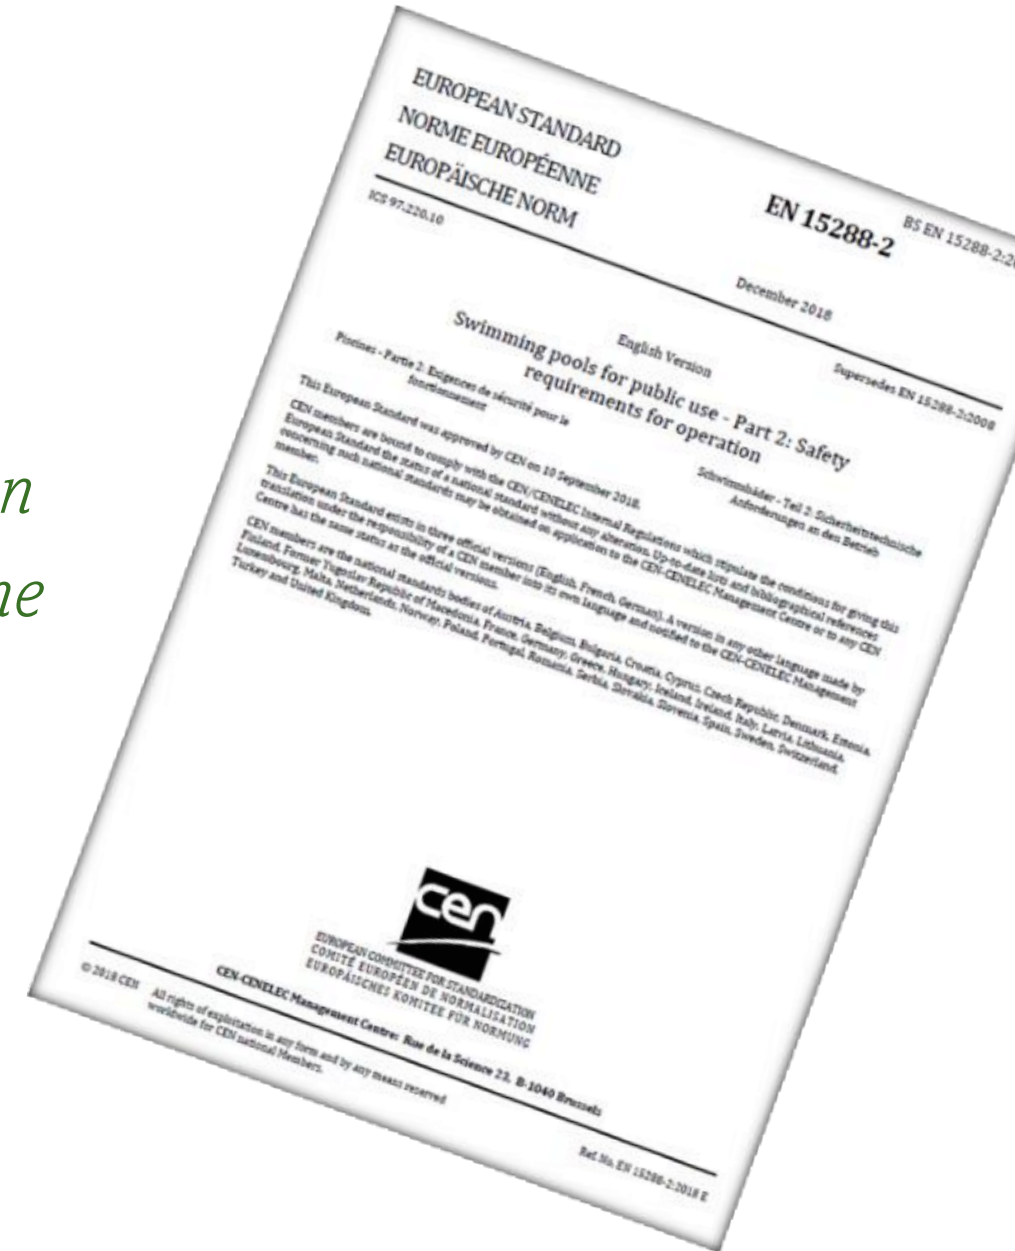 n
ne
EUROPEAN STANDARD
NORME EUROPÉENNE
EUROPÄISCHE NORM
EN 15288-2
BS EN 15288-2:20
December 2018
ICS 97.220.10
Supersedes EN 15288-2:2008
English Version
Swimming pools for public use - Part 2: Safety
requirements for operation
Piscines - Partie 2: Exigences de sécurité pour le
fonctionnement
Schwimmbäder - Teil 2: Sicherheitstechnische
Anforderungen an den Betrieb
This European Standard was approved by CEN on 10 September 2018.
CEN members are bound to comply with the CEN/CENELEC Internal Regulations which stipulate the conditions for giving this
European Standard the status of a national standard without any alteration. Up-to-date lists and bibliographical references
concerning such national standards may be obtained on application to the CEN-CENELEC Management Centre or to any CEN
member.
This European Standard exists in three official versions (English, French, German). A version in any other language made by
translation under the responsibility of a CEN member into its own language and notified to the CEN-CENELEC Management
Centre has the same status as the official versions.
CEN members are the national standards bodies of Austria, Belgium, Bulgaria, Croatia, Cyprus, Czech Republic, Denmark, Estonia,
Finland, Former Yugoslav Republic of Macedonia, France, Germany, Greece, Hungary, Iceland, Ireland, Italy, Latvia, Lithuania,
Luxembourg, Malta, Netherlands, Norway, Poland, Portugal, Romania, Serbia, Slovakia, Slovenia, Spain, Sweden, Switzerland,
Turkey and United Kingdom.
cen
EUROPEAN COMMITTEE FOR STANDARDIZATION
COMITÉ EUROPÉEN DE NORMALISATION
EUROPÄISCHES KOMITEE FÜR NORMUNG
CEN-CENELEC Management Centre: Rue de la Science 23, B-1040 Brussels
© 2018 CEN
All rights of exploitation in any form and by any means reserved
worldwide for CEN national Members.
Ref. No. EN 15288-2:2018 E